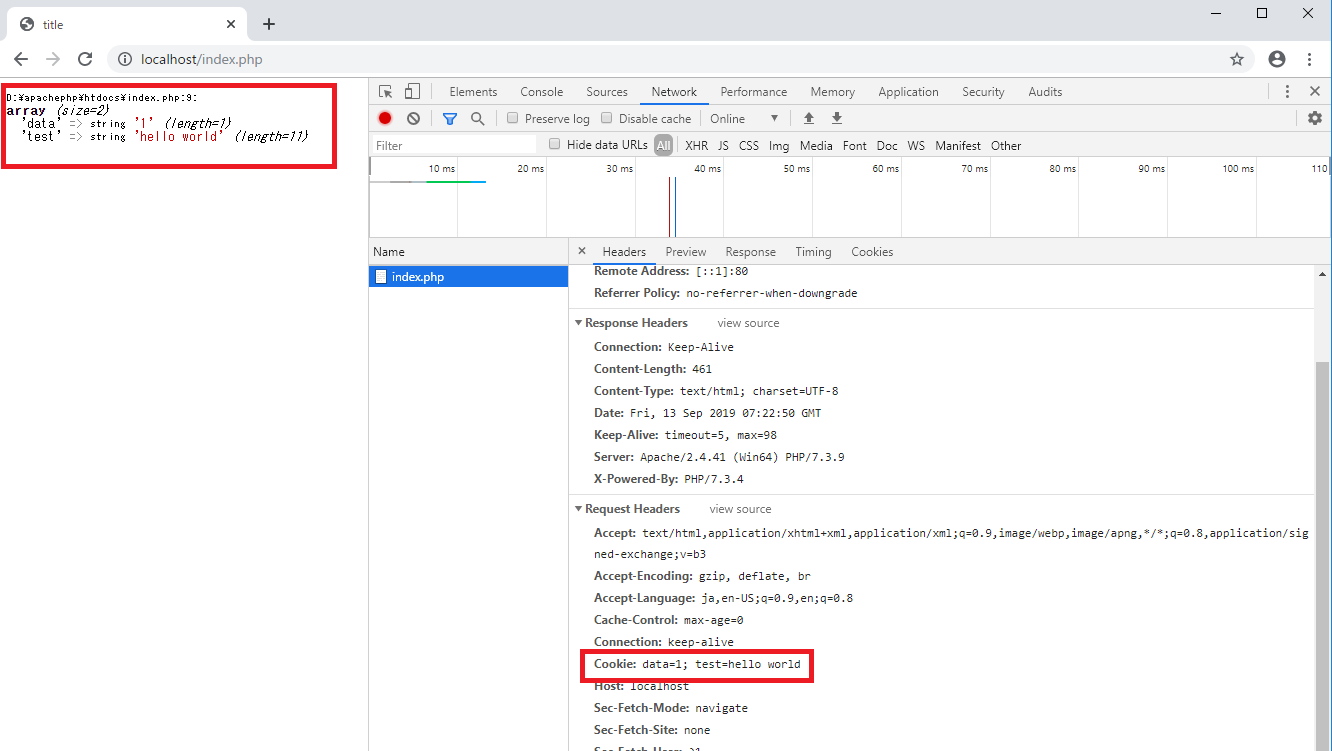 title
localhost/index.php
D:¥apachephp¥htdocs¥index.php:9:
array (size=2)
'data' => string '1' (length=1)
'test' => string 'hello world' (length=11)
Elements Console Sources Network Performance Memory Application Security Audits
Preserve log Disable cache Online
Filter Hide data URLs All XHR JS CSS Img Media Font Doc WS Manifest Other
10 ms 20 ms 30 ms 40 ms 50 ms 60 ms 70 ms 80 ms 90 ms 100 ms 110
Name
index.php
Headers Preview Response Timing Cookies
Remote Address: [::1]:80
Referrer Policy: no-referrer-when-downgrade
Response Headers view source
Connection: Keep-Alive
Content-Length: 461
Content-Type: text/html; charset=UTF-8
Date: Fri, 13 Sep 2019 07:22:50 GMT
Keep-Alive: timeout=5, max=98
Server: Apache/2.4.41 (Win64) PHP/7.3.9
X-Powered-By: PHP/7.3.4
Request Headers view source
Accept: text/html,application/xhtml+xml,application/xml;q=0.9,image/webp,image/apng,*/*;q=0.8,application/sig
ned-exchange;v=b3
Accept-Encoding: gzip, deflate, br
Accept-Language: ja,en-US;q=0.9,en;q=0.8
Cache-Control: max-age=0
Connection: keep-alive
Cookie: data=1; test=hello world
Host: localhost
Sec-Fetch-Mode: navigate
Sec-Fetch-Site: none